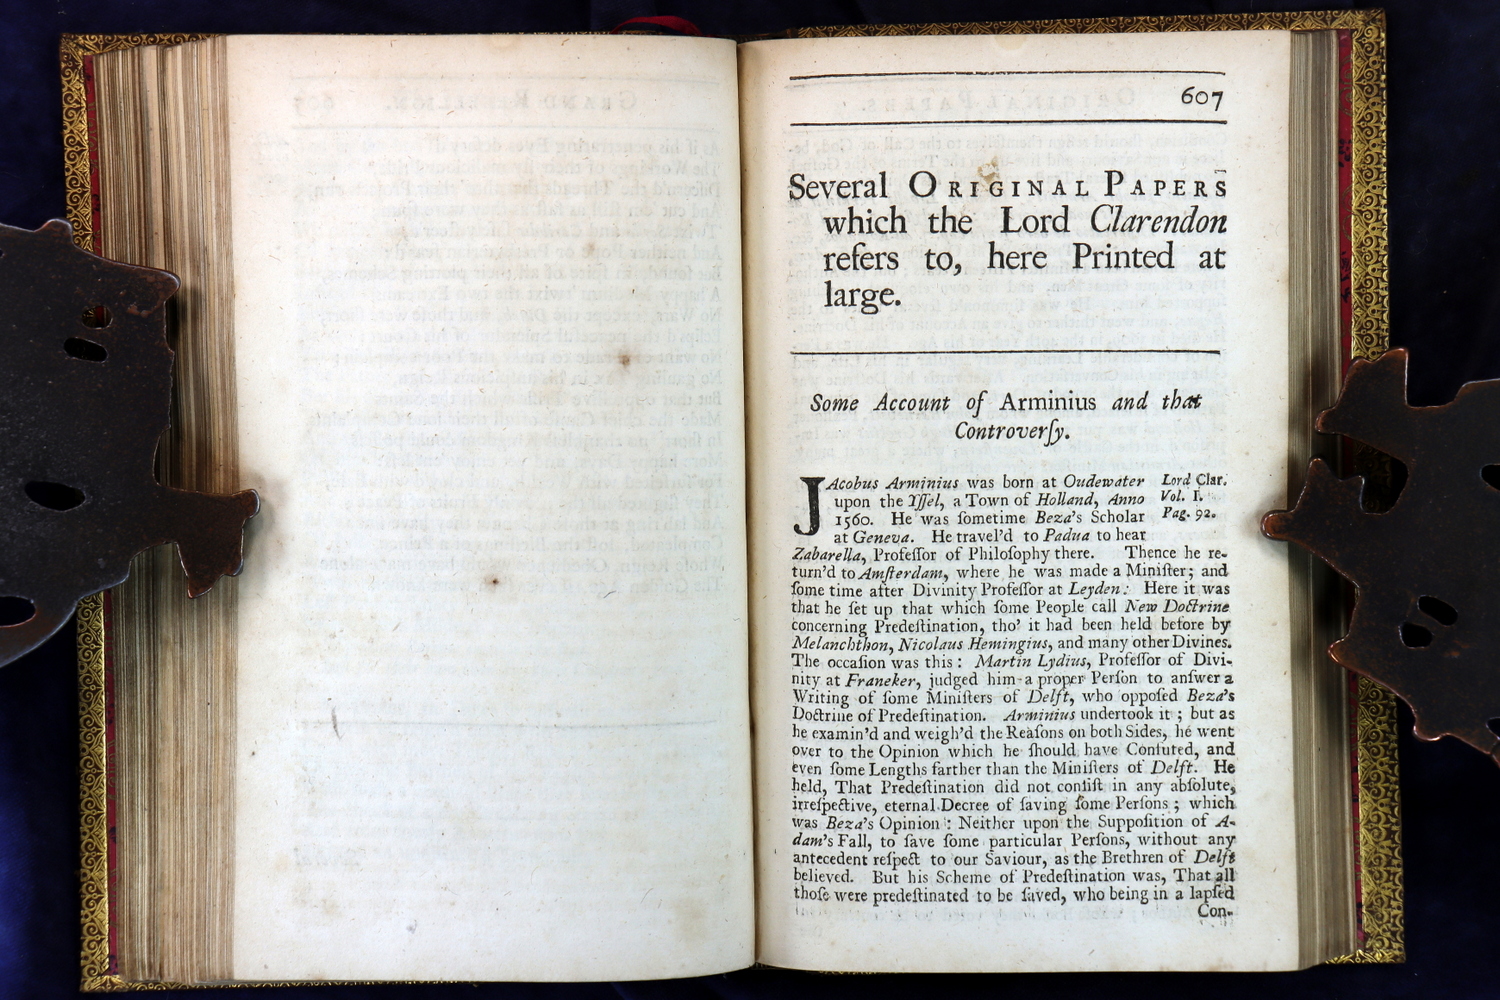 607
Several ORIGINAL PAPERS
which the Lord Clarendon
refers to, here Printed at
large.
Some Account of Arminius and that
Controverſy.
JAcobus Arminius was born at Oudewater
upon the Yſſel, a Town of Holland, Anno
1560. He was ſometime Beza's Scholar
at Geneva. He travel'd to Padua to hear
Lord Clar.
Vol. I.
Pag. 92.
Zabarella, Profeſſor of Philoſophy there. Thence he re-
turn'd to Amſterdam, where he was made a Miniſter; and
ſome time after Divinity Profeſſor at Leyden: Here it was
that he ſet up that which ſome People call New Doctrine
concerning Predeſtination, tho' it had been held before by
Melanchthon, Nicolaus Hemingius, and many other Divines.
The occaſion was this: Martin Lydius, Profeſſor of Divi-
nity at Franeker, judged him a proper Perſon to anſwer a
Writing of ſome Miniſters of Delft, who oppoſed Beza's
Doctrine of Predeſtination. Arminius undertook it; but as
he examin'd and weigh'd the Reaſons on both Sides, he went
over to the Opinion which he ſhould have Confuted, and
even ſome Lengths farther than the Miniſters of Delft. He
held, That Predeſtination did not conſiſt in any abſolute,
irreſpective, eternal Decree of ſaving ſome Perſons; which
was Beza's Opinion: Neither upon the Suppoſition of A-
dam's Fall, to ſave ſome particular Perſons, without any
antecedent reſpect to our Saviour, as the Brethren of Delft
believed. But his Scheme of Predeſtination was, That all
thoſe were predeſtinated to be ſaved, who being in a lapſed
Con-